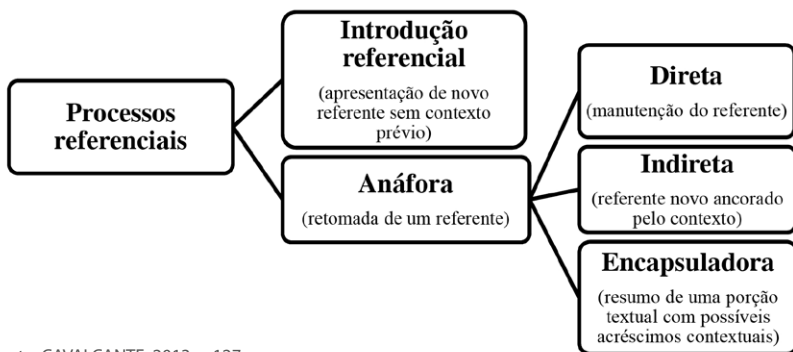 Processos
referenciais
Introdução
referencial
(apresentação de novo
referente sem contexto
prévio)
Anáfora
(retomada de um referente)
Direta
(manutenção do referente)
Indireta
(referente novo ancorado
pelo contexto)
Encapsuladora
(resumo de uma porção
textual com possíveis
acréscimos contextuais)